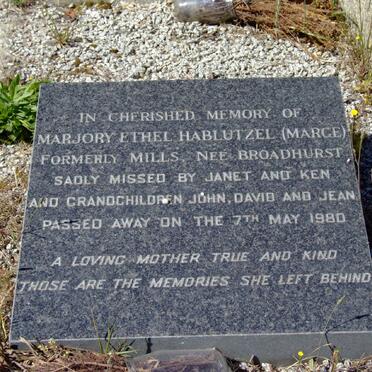 IN CHERISHED MEMORY OF
MARJORY ETHEL HABLUTZEL (MARGE)
FORMERLY MILLS, NEE BROADHURST
SADLY MISSED BY JANET AND KEN
AND GRANDCHILDREN JOHN, DAVID AND JEAN
PASSED AWAY ON THE 7TH MAY 1980
A LOVING MOTHER TRUE AND KIND
THOSE ARE THE MEMORIES SHE LEFT BEHIND